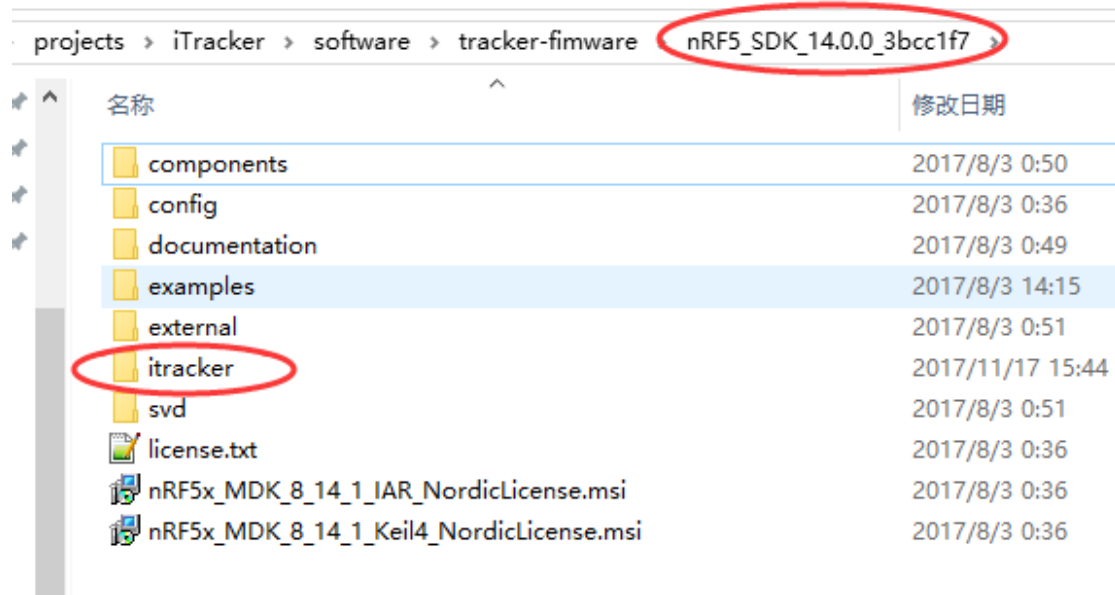 projects > iTracker > software > tracker-fimware > nRF5_SDK_14.0.0_3bcc1f7 >
名称 修改日期
components 2017/8/3 0:50
config 2017/8/3 0:36
documentation 2017/8/3 0:49
examples 2017/8/3 14:15
external 2017/8/3 0:51
itracker 2017/11/17 15:44
svd 2017/8/3 0:51
license.txt 2017/8/3 0:36
nRF5x_MDK_8_14_1_IAR_NordicLicense.msi 2017/8/3 0:36
nRF5x_MDK_8_14_1_Keil4_NordicLicense.msi 2017/8/3 0:36